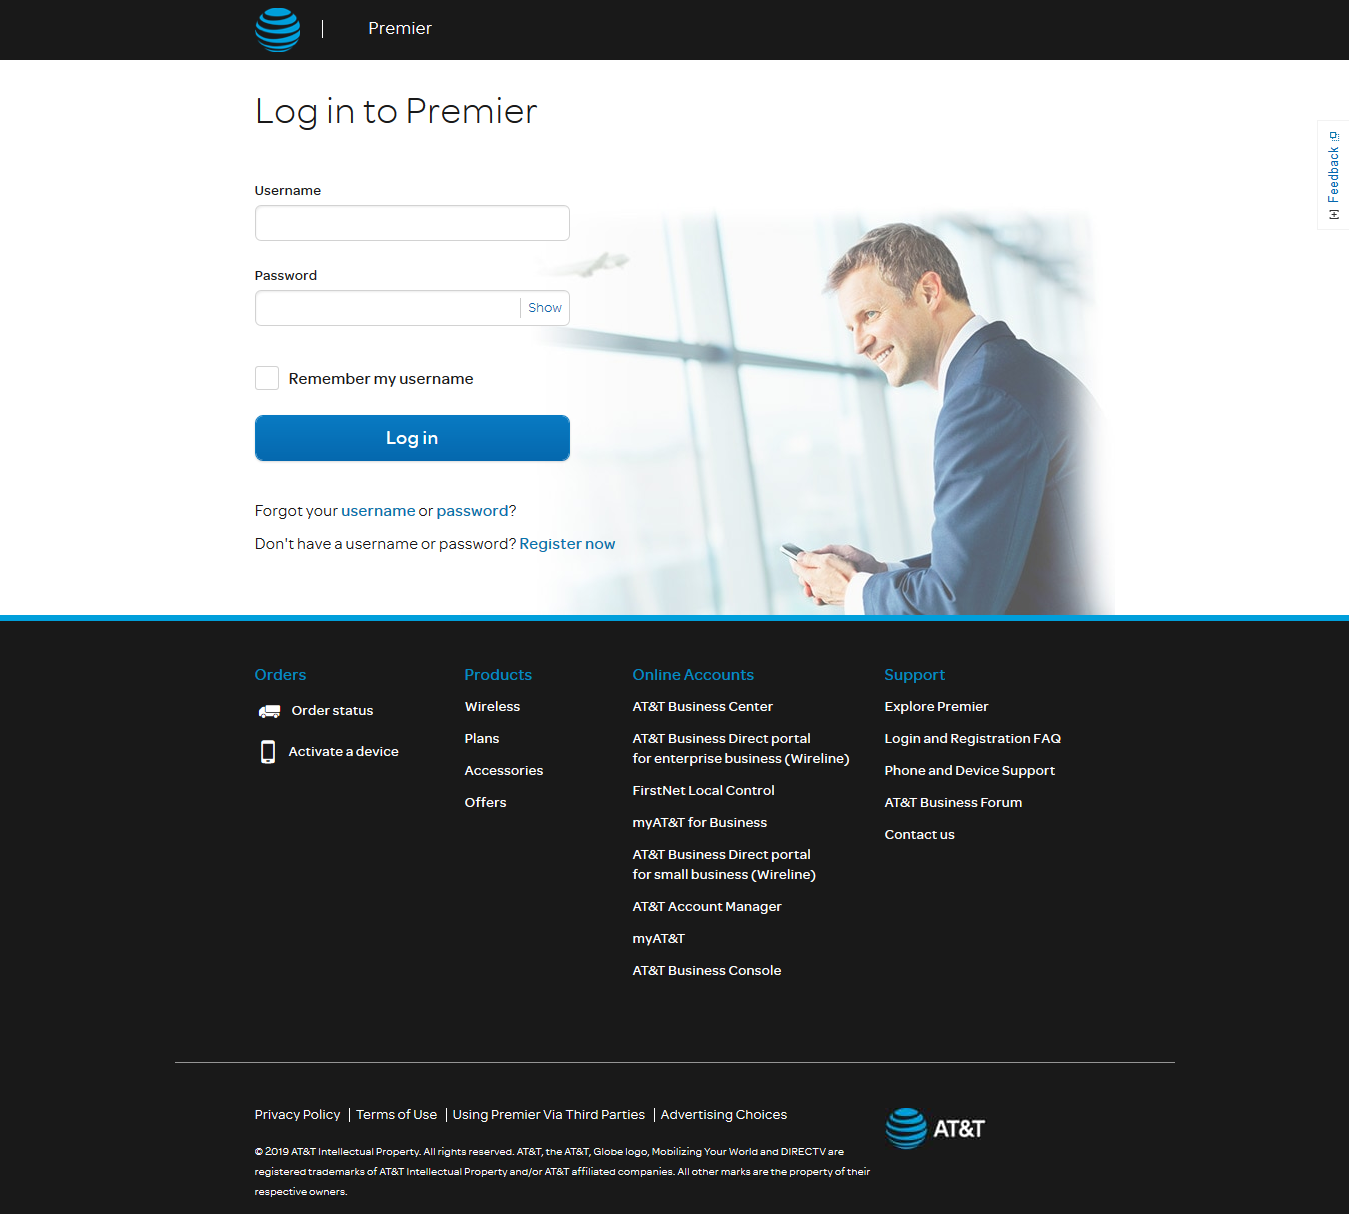 Premier
Log in to Premier
Feedback
Username
Password
Show
Remember my username
Log in
Forgot your username or password?
Don't have a username or password? Register now
Orders
Order status
Activate a device
Products
Wireless
Plans
Accessories
Offers
Online Accounts
AT&T Business Center
AT&T Business Direct portal
for enterprise business (Wireline)
FirstNet Local Control
myAT&T for Business
AT&T Business Direct portal
for small business (Wireline)
AT&T Account Manager
myAT&T
AT&T Business Console
Support
Explore Premier
Login and Registration FAQ
Phone and Device Support
AT&T Business Forum
Contact us
Privacy Policy | Terms of Use | Using Premier Via Third Parties | Advertising Choices
© 2019 AT&T Intellectual Property. All rights reserved. AT&T, the AT&T, Globe logo, Mobilizing Your World and DIRECTV are
registered trademarks of AT&T Intellectual Property and/or AT&T affiliated companies. All other marks are the property of their
respective owners.
AT&T